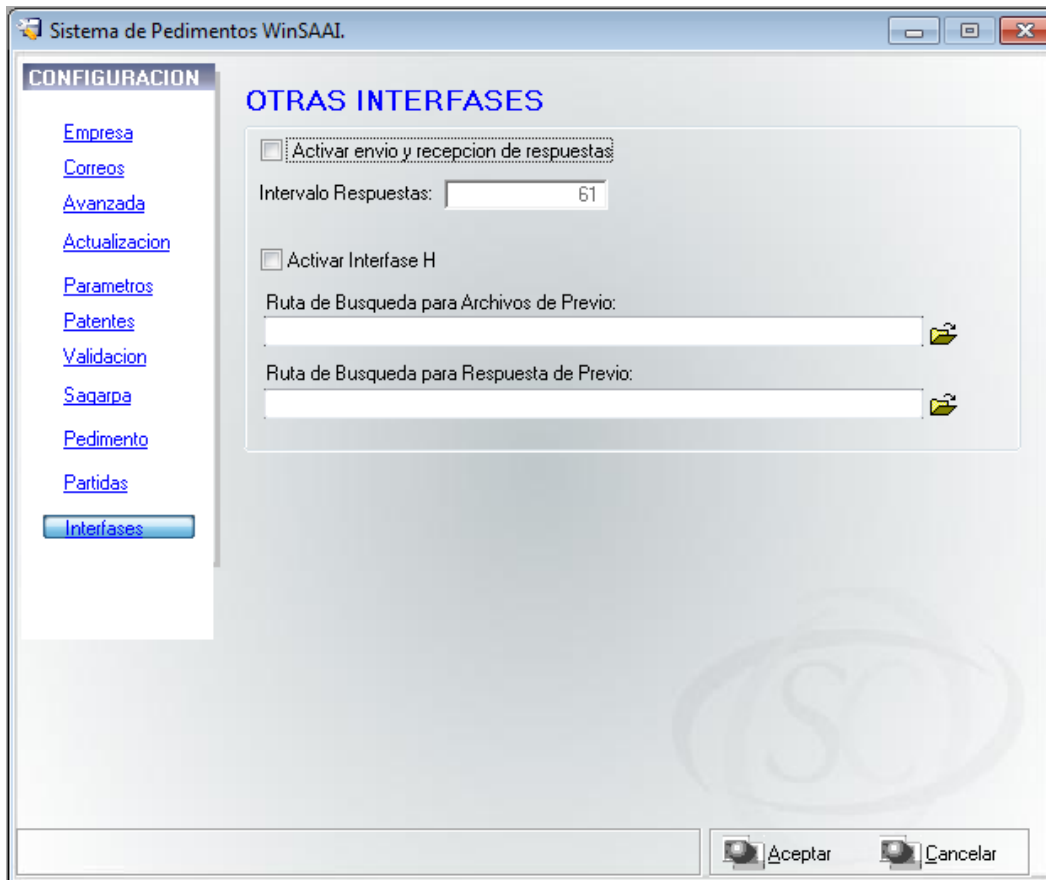 Sistema de Pedimentos WinSAAI.
CONFIGURACION
Empresa
Correos
Avanzada
Actualizacion
Parametros
Patentes
Validacion
Sagarpa
Pedimento
Partidas
Interfases
OTRAS INTERFASES
Activar envio y recepcion de respuestas
Intervalo Respuestas: 61
Activar Interfase H
Ruta de Busqueda para Archivos de Previo:
Ruta de Busqueda para Respuesta de Previo:
SC
Aceptar Cancelar